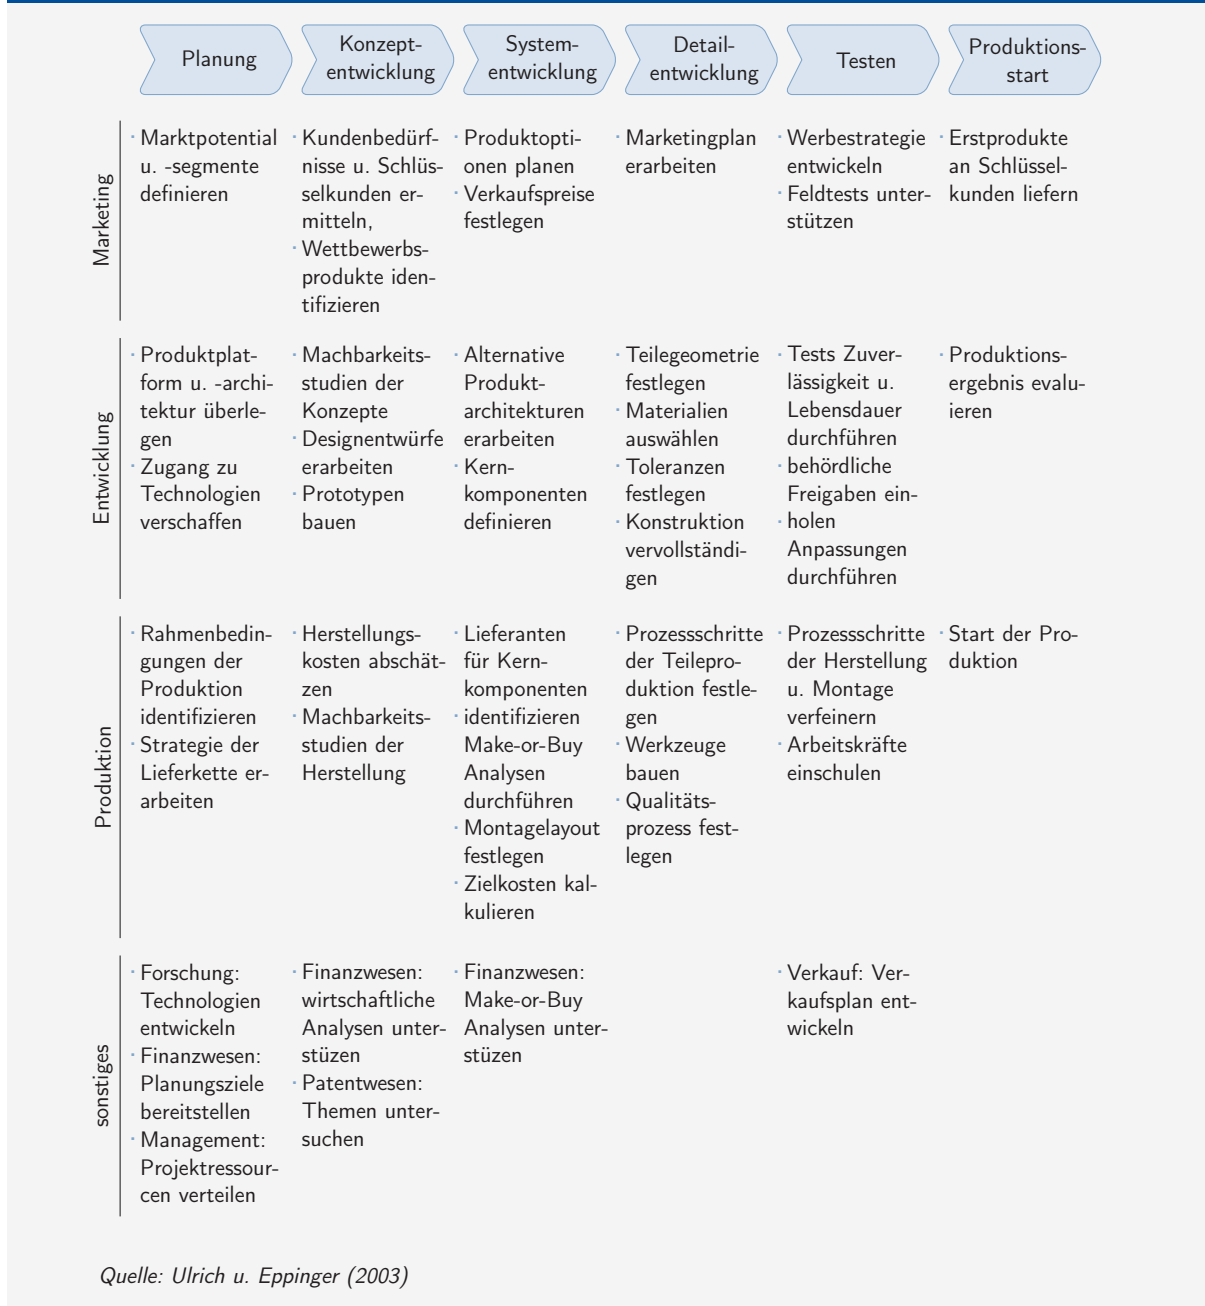 Planung
Konzept-
entwicklung
System-
entwicklung
Detail-
entwicklung
Testen
Produktions-
start
Marketing
· Marktpotential
u. -segmente
definieren
· Kundenbedürf-
nisse u. Schlüs-
selkunden er-
mitteln,
· Wettbewerbs-
produkte iden-
tifizieren
· Produktopti-
onen planen
· Verkaufspreise
festlegen
· Marketingplan
erarbeiten
· Werbestrategie
entwickeln
· Feldtests unter-
stützen
· Erstprodukte
an Schlüssel-
kunden liefern
Entwicklung
· Produktplat-
form u. -archi-
tektur überle-
gen
· Zugang zu
Technologien
verschaffen
· Machbarkeits-
studien der
Konzepte
· Designentwürfe
erarbeiten
· Prototypen
bauen
· Alternative
Produkt-
architekturen
erarbeiten
· Kern-
komponenten
definieren
· Teilegeometrie
festlegen
· Materialien
auswählen
· Toleranzen
festlegen
· Konstruktion
vervollständi-
gen
· Tests Zuver-
lässigkeit u.
Lebensdauer
durchführen
· behördliche
Freigaben ein-
· holen
Anpassungen
durchführen
· Produktions-
ergebnis evalu-
ieren
Produktion
· Rahmenbedin-
gungen der
Produktion
identifizieren
· Strategie der
Lieferkette er-
arbeiten
· Herstellungs-
kosten abschät-
zen
· Machbarkeits-
studien der
Herstellung
· Lieferanten
für Kern-
komponenten
· identifizieren
Make-or-Buy
Analysen
durchführen
· Montagelayout
festlegen
· Zielkosten kal-
kulieren
· Prozessschritte
der Teilepro-
duktion festle-
gen
· Werkzeuge
bauen
· Qualitäts-
prozess fest-
legen
· Prozessschritte
der Herstellung
u. Montage
verfeinern
· Arbeitskräfte
einschulen
· Start der Pro-
duktion
sonstiges
· Forschung:
Technologien
entwickeln
· Finanzwesen:
Planungsziele
bereitstellen
· Management:
Projektressour-
cen verteilen
· Finanzwesen:
wirtschaftliche
Analysen unter-
stüzen
· Patentwesen:
Themen unter-
suchen
· Finanzwesen:
Make-or-Buy
Analysen unter-
stüzen
· Verkauf: Ver-
kaufsplan ent-
wickeln
Quelle: Ulrich u. Eppinger (2003)